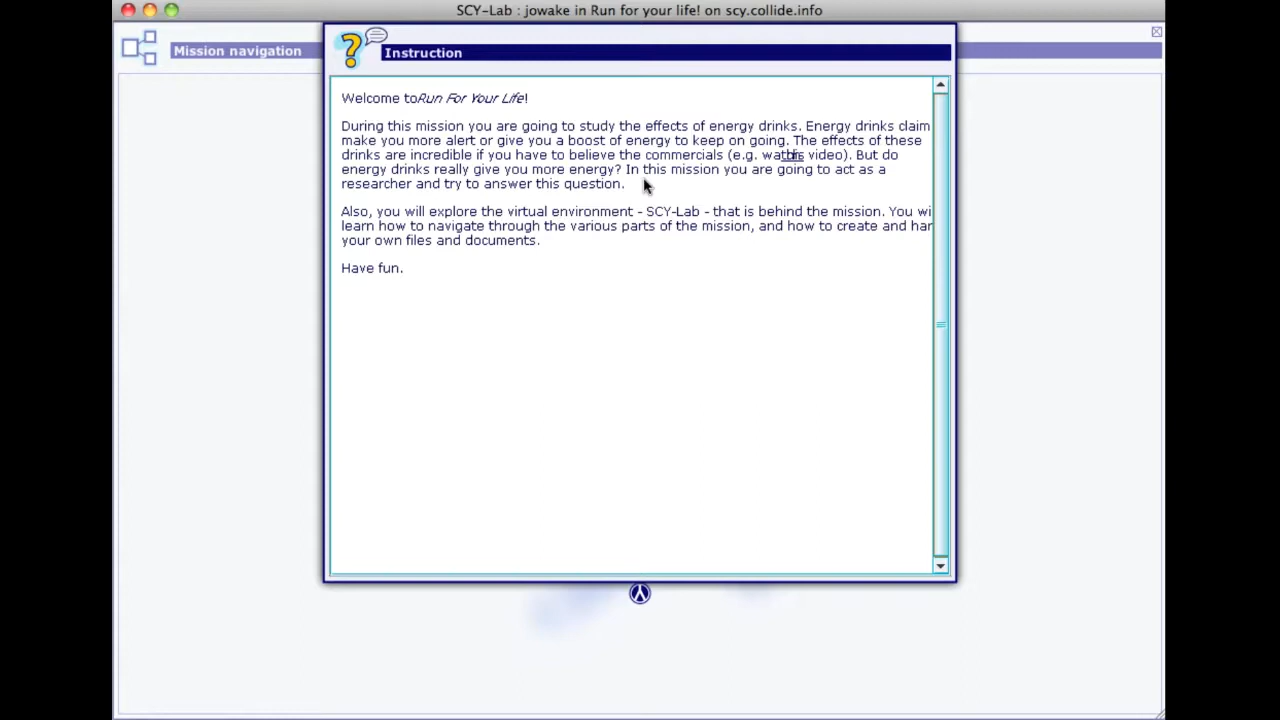 SCY-Lab : jowake in Run for your life! on scy.collide.info
Mission navigation
Instruction
Welcome toRun For Your Life!
During this mission you are going to study the effects of energy drinks. Energy drinks claim
make you more alert or give you a boost of energy to keep on going. The effects of these
drinks are incredible if you have to believe the commercials (e.g. this video). But do
energy drinks really give you more energy? In this mission you are going to act as a
researcher and try to answer this question.
Also, you will explore the virtual environment - SCY-Lab - that is behind the mission. You wi
learn how to navigate through the various parts of the mission, and how to create and har
your own files and documents.
Have fun.